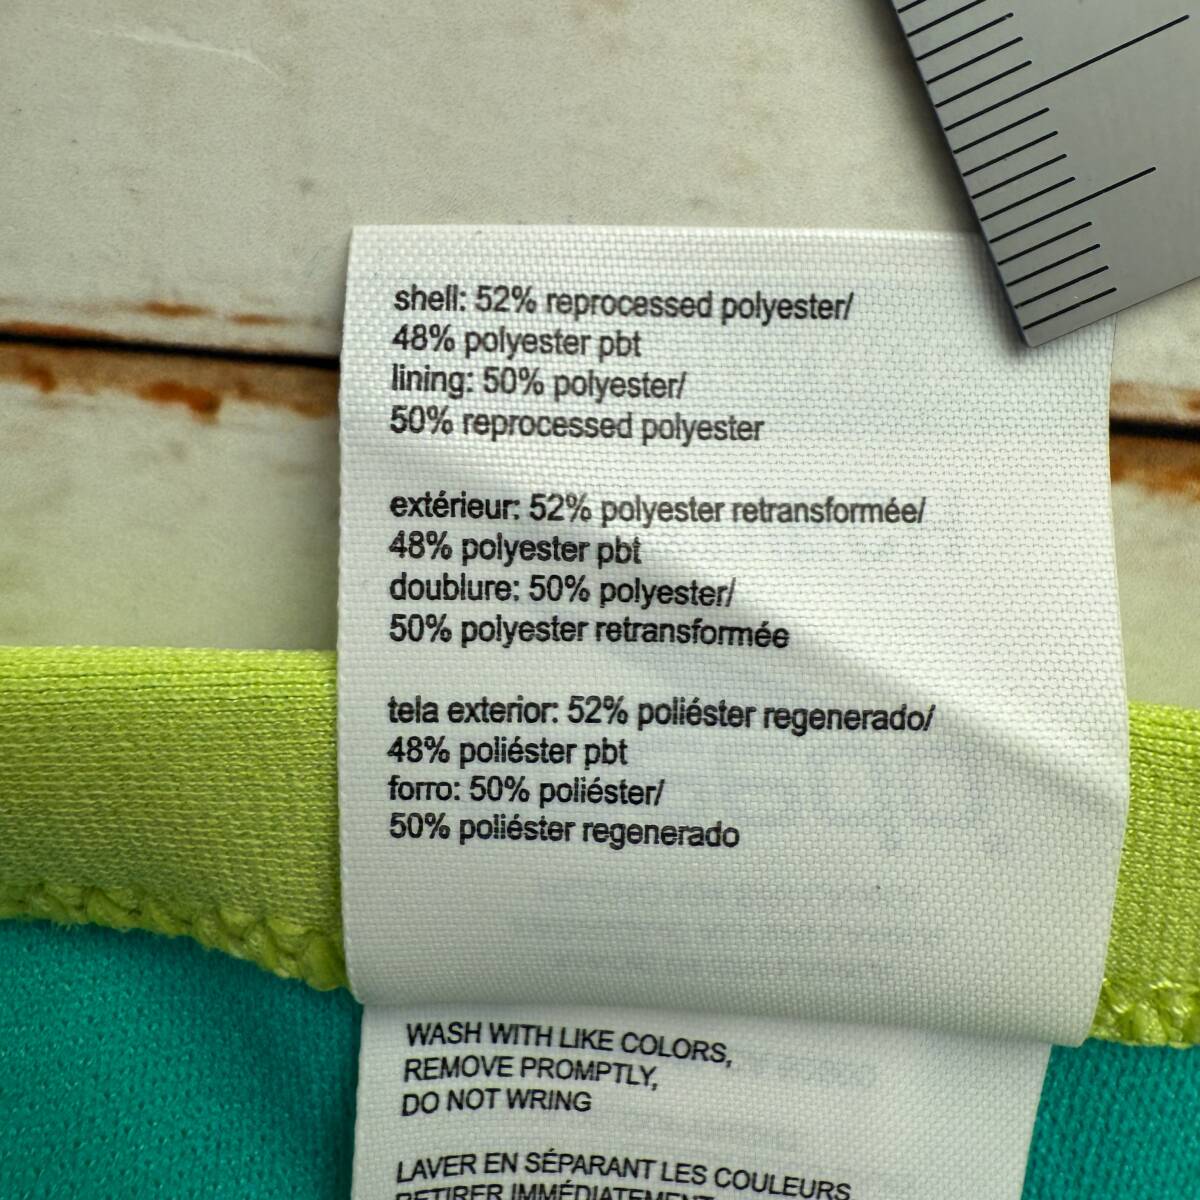 shell: 52% reprocessed polyester/
48% polyester pbt
lining: 50% polyester/
50% reprocessed polyester
extérieur: 52% polyester retransformée/
48% polyester pbt
doublure: 50% polyester/
50% polyester retransformée
tela exterior: 52% poliéster regenerado/
48% poliéster pbt
forro: 50% poliéster/
50% poliéster regenerado
WASH WITH LIKE COLORS,
REMOVE PROMPTLY,
DO NOT WRING
LAVER EN SÉPARANT LES COULEURS
RETIRER IMMÉDIATEMENT